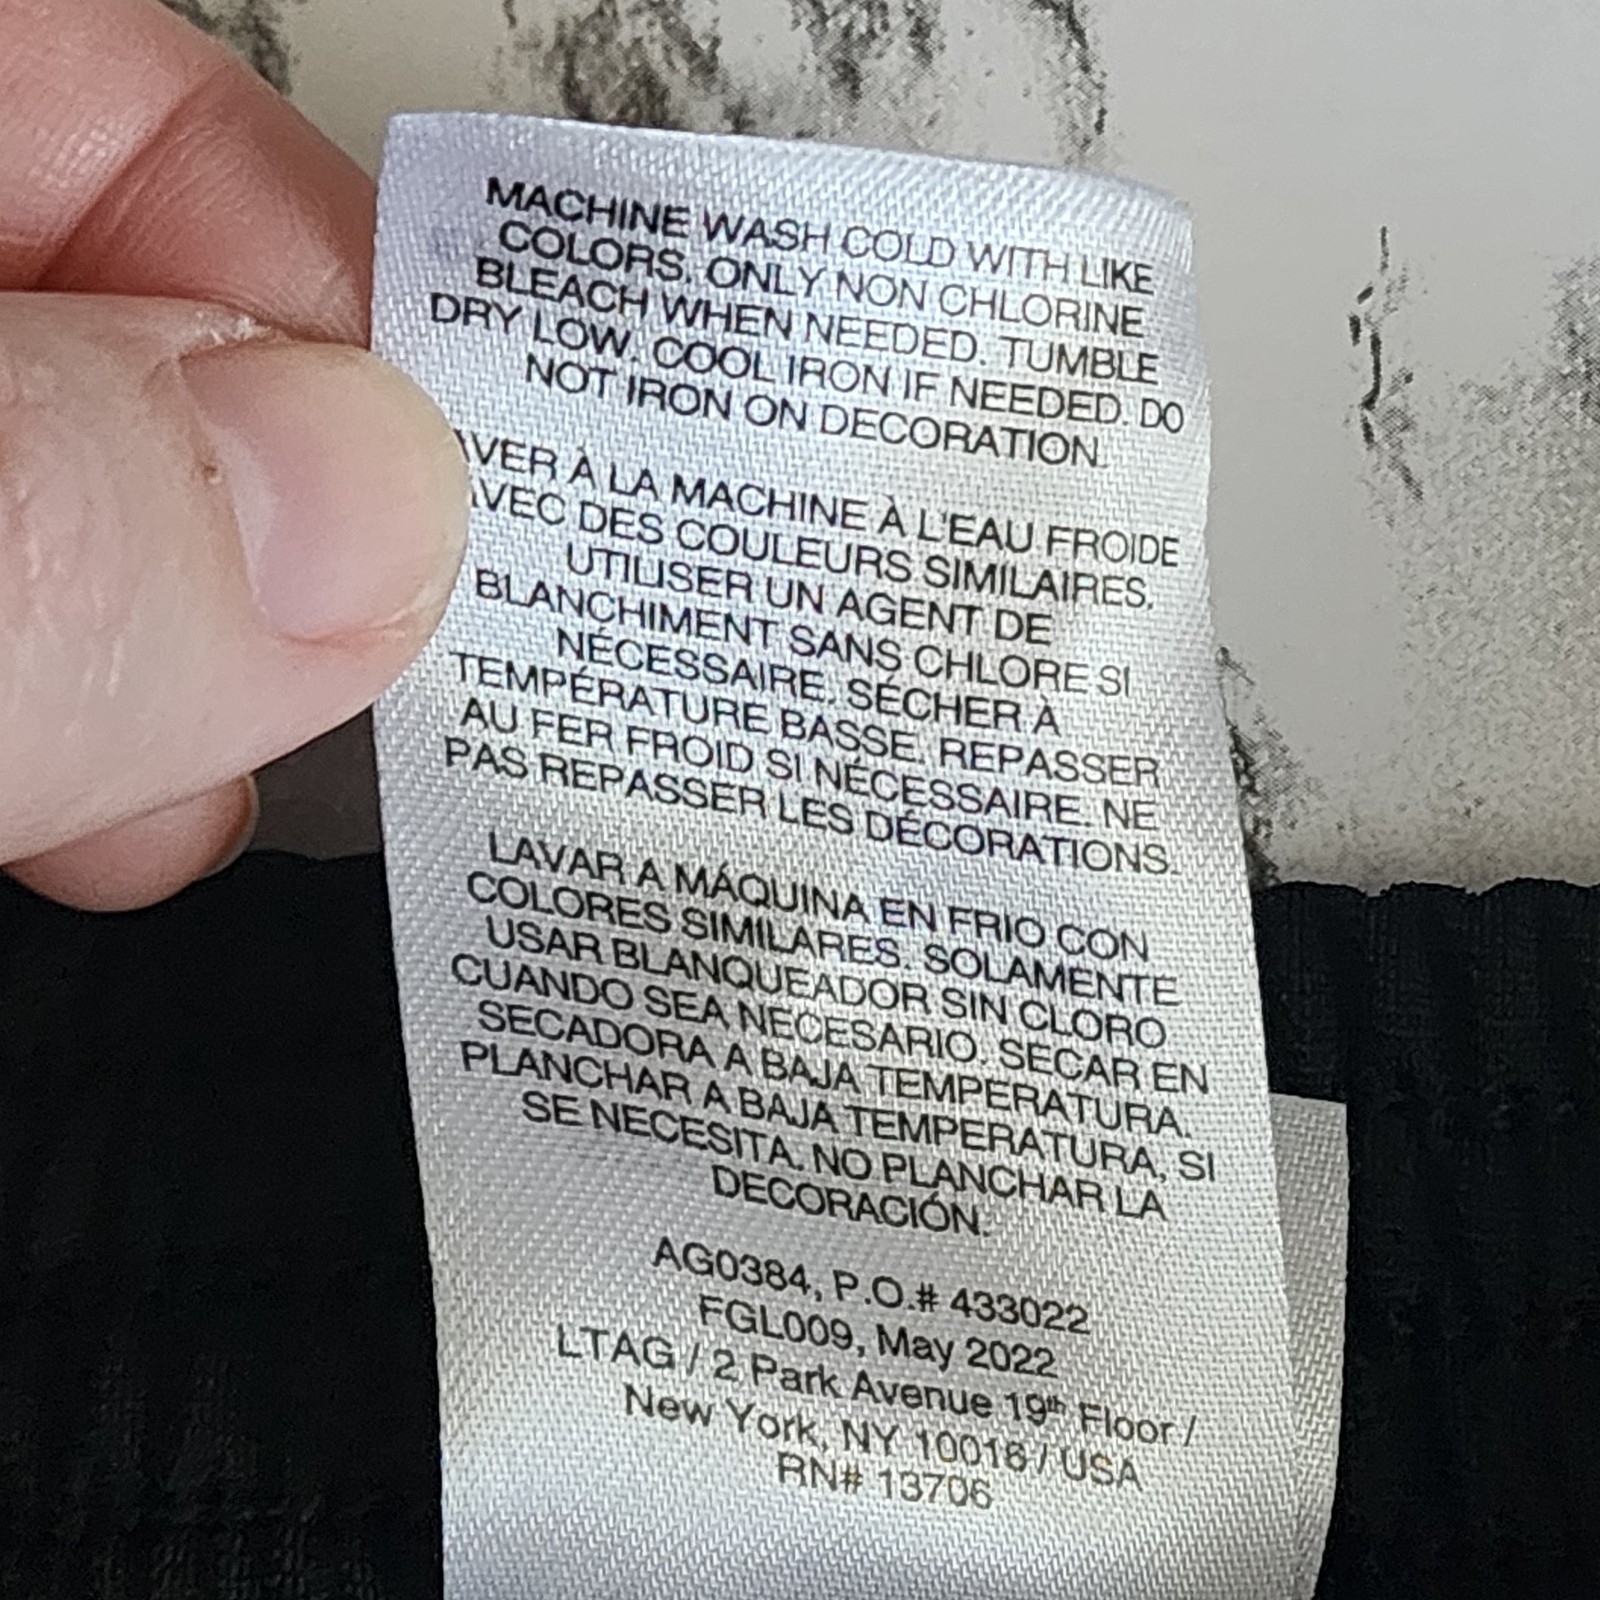 MACHINE WASH COLD WITH LIKE
COLORS. ONLY NON CHLORINE
BLEACH WHEN NEEDED. TUMBLE
DRY LOW. COOL IRON IF NEEDED. DO
NOT IRON ON DECORATION.
AVER À LA MACHINE À L'EAU FROIDE
AVEC DES COULEURS SIMILAIRES.
UTILISER UN AGENT DE
BLANCHIMENT SANS CHLORE SI
NÉCESSAIRE. SÉCHER À
TEMPÉRATURE BASSE. REPASSER
AU FER FROID SI NÉCESSAIRE. NE
PAS REPASSER LES DÉCORATIONS.
LAVAR A MÁQUINA EN FRIO CON
COLORES SIMILARES. SOLAMENTE
USAR BLANQUEADOR SIN CLORO
CUANDO SEA NECESARIO. SECAR EN
SECADORA A BAJA TEMPERATURA.
PLANCHAR A BAJA TEMPERATURA, SI
SE NECESITA. NO PLANCHAR LA
DECORACIÓN.
AG0384, P.O.# 433022
FGL009, May 2022
LTAG / 2 Park Avenue 19th Floor /
New York, NY 10016 / USA
RN# 13706